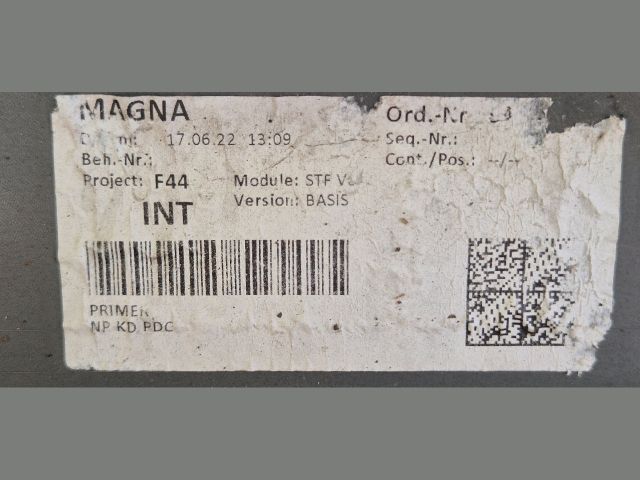 MAGNA
17.06.22 13:09
Beh.-Nr.:
Project: F44 Module: STF
INT Version: BASIS
Ord.-Nr
Seq.-Nr.:
Cont./Pos.: --/--
PRIMER
NP KD PDC